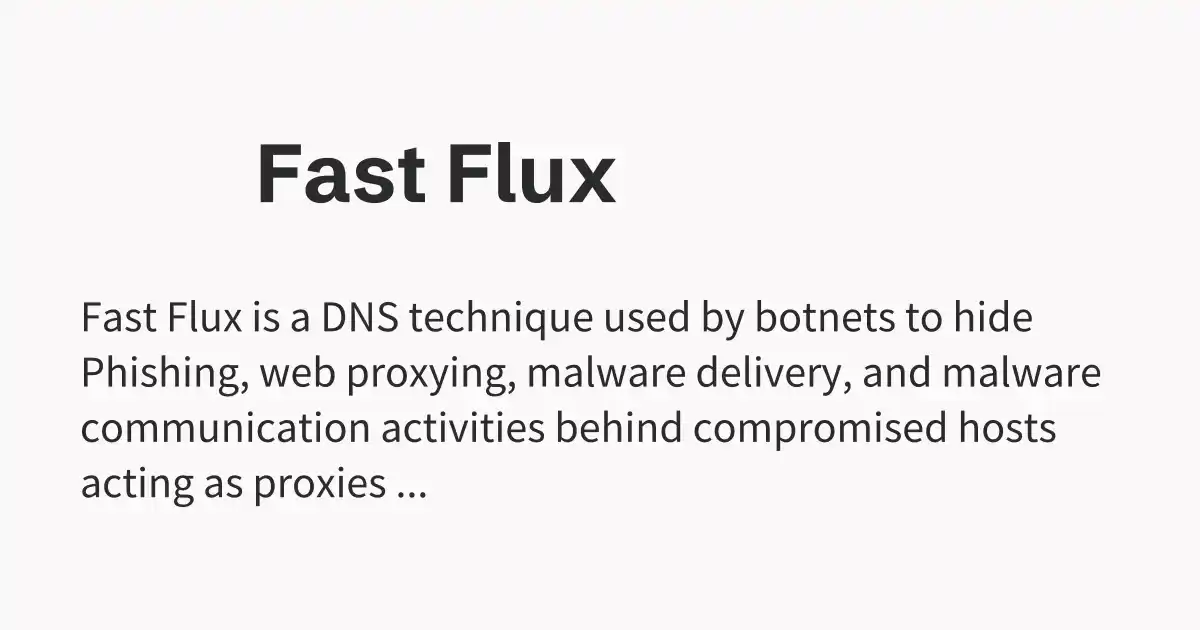 Fast Flux
Fast Flux is a DNS technique used by botnets to hide
Phishing, web proxying, malware delivery, and malware
communication activities behind compromised hosts
acting as proxies ...